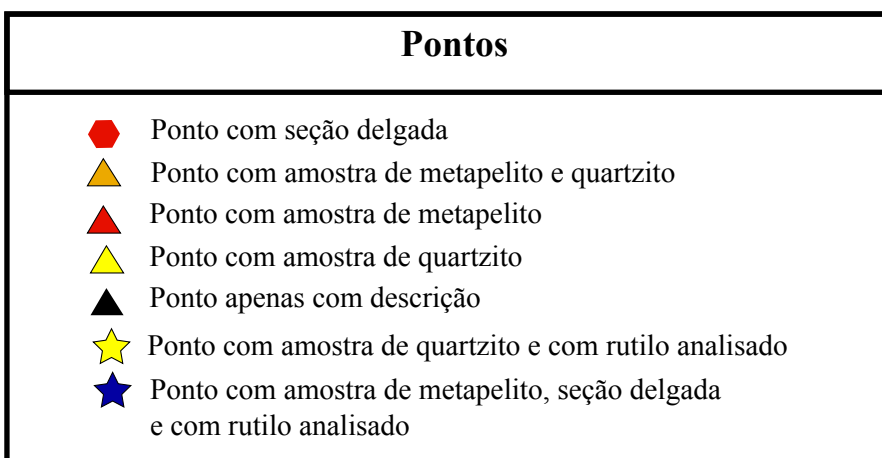 Pontos
Ponto com seção delgada
Ponto com amostra de metapelito e quartzito
Ponto com amostra de metapelito
Ponto com amostra de quartzito
Ponto apenas com descrição
Ponto com amostra de quartzito e com rutilo analisado
Ponto com amostra de metapelito, seção delgada
e com rutilo analisado